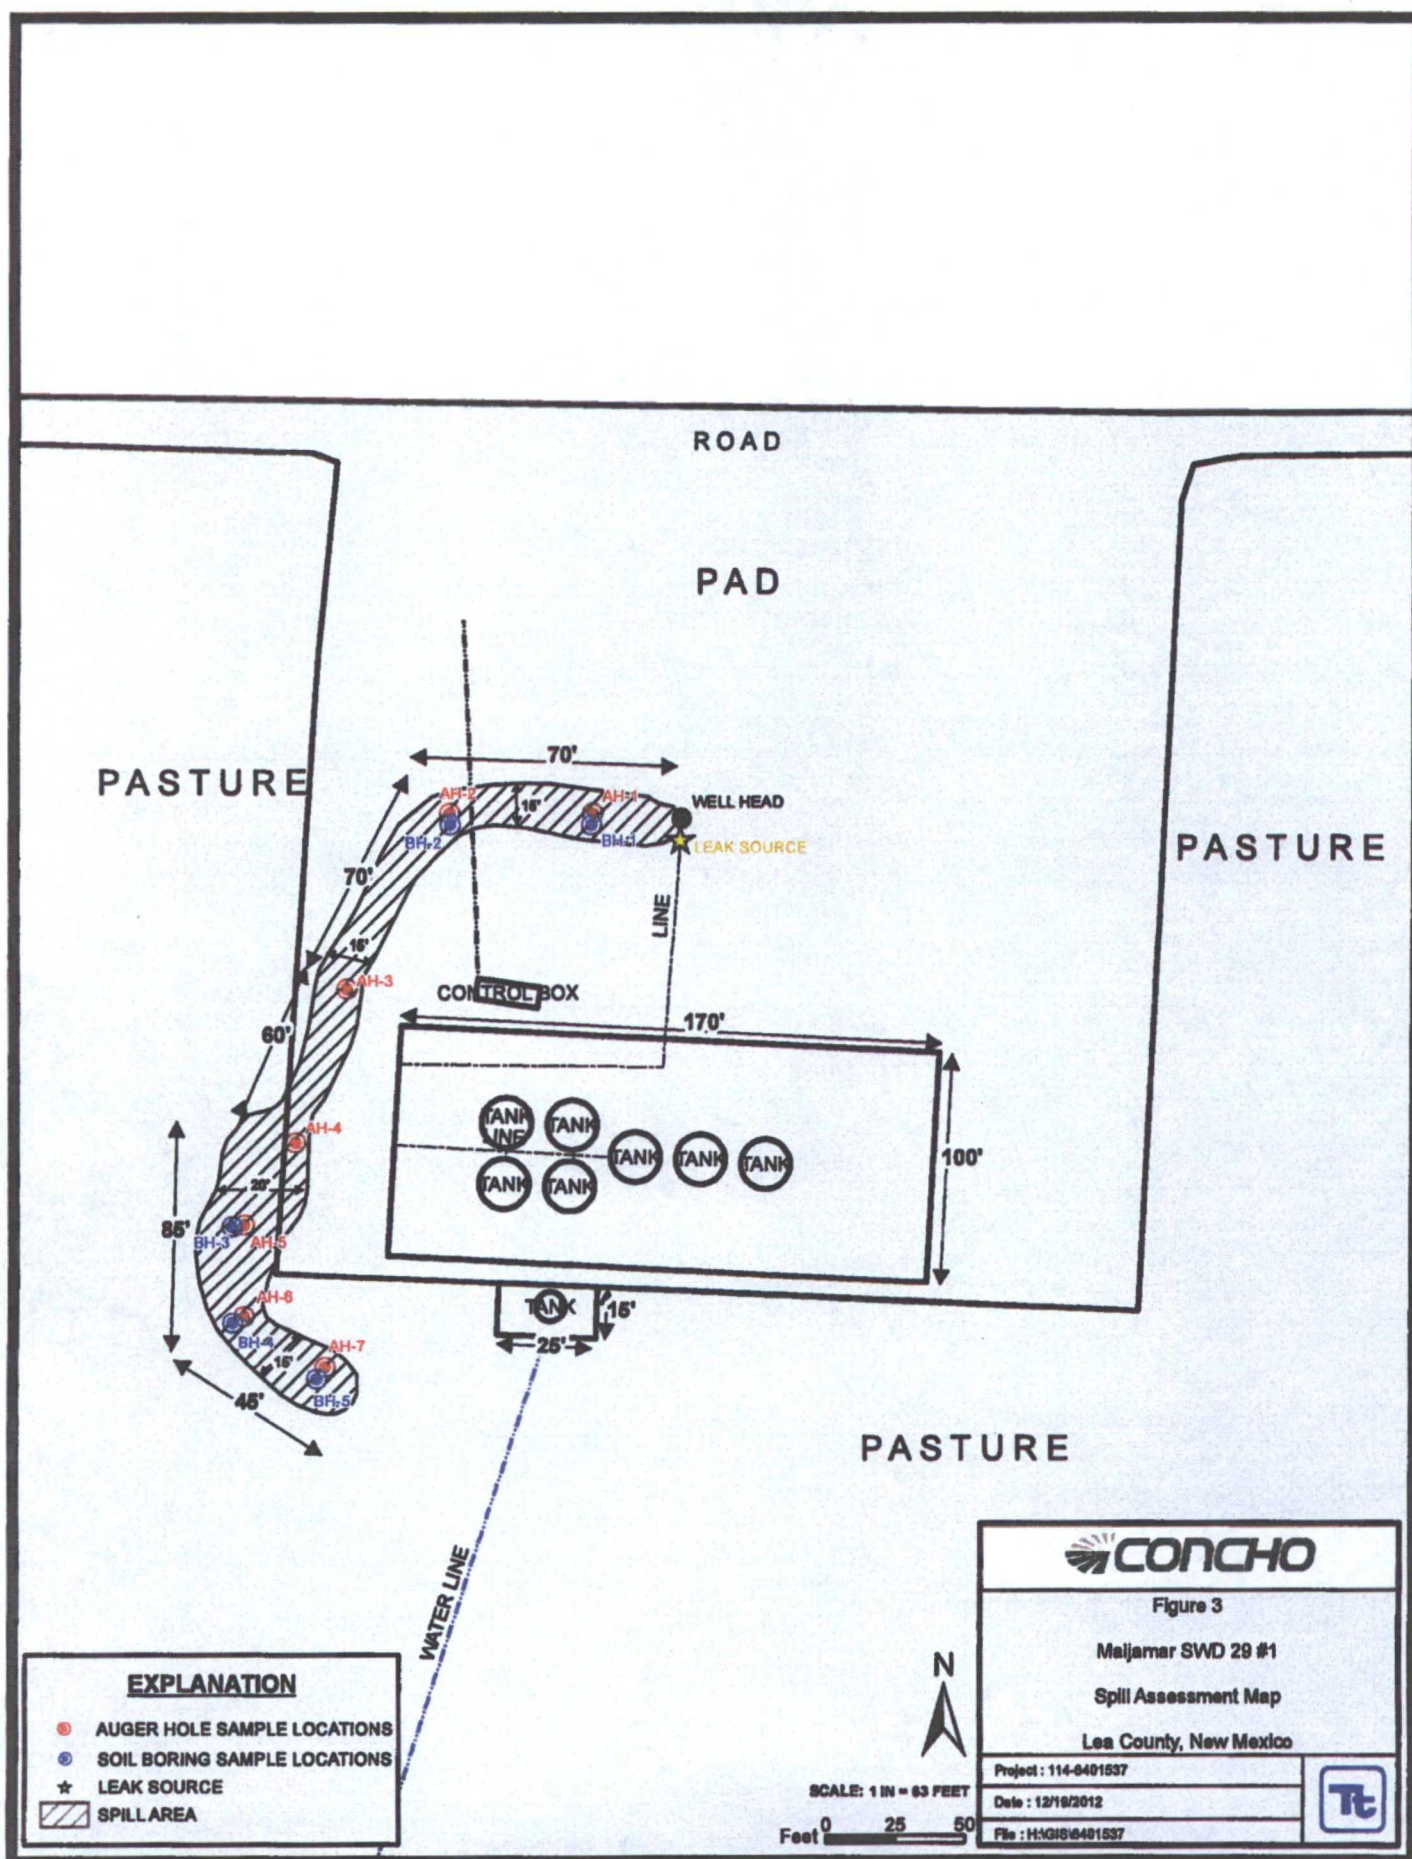 ROAD
PAD
PASTURE
PASTURE
PASTURE
70'
AH-2
AH-1
15'
WELL HEAD
BH-2
BH-1
LEAK SOURCE
70'
LINE
15'
AH-3
CONTROL BOX
60'
170'
TANK
LINE
TANK
TANK
TANK
TANK
TANK
TANK
100'
AH-4
20'
85'
BH-3
AH-5
AH-6
BH-4
AH-7
15'
BH-5
45'
TANK
15'
25'
WATER LINE
EXPLANATION
AUGER HOLE SAMPLE LOCATIONS
SOIL BORING SAMPLE LOCATIONS
LEAK SOURCE
SPILL AREA
N
SCALE: 1 IN = 63 FEET
Feet 0 25 50
CONCHO
Figure 3
Maljamar SWD 29 #1
Spill Assessment Map
Lea County, New Mexico
Project : 114-6401537
Date : 12/19/2012
File : H:\GIS\6401537
Tt